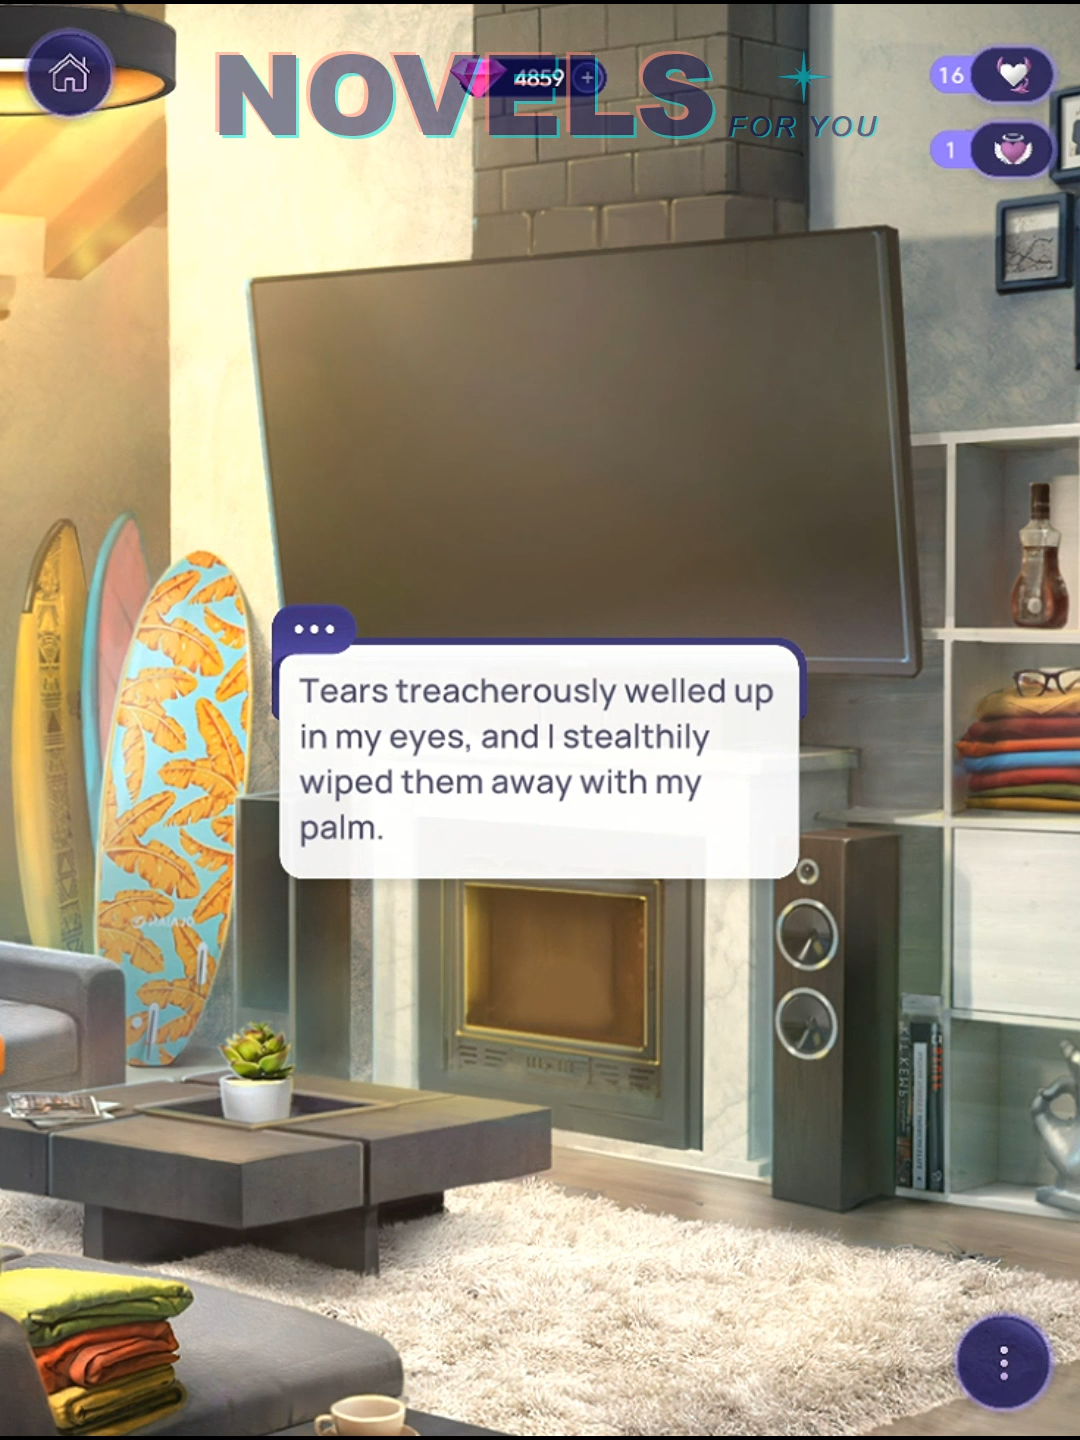 NOVELS
4859 +
FOR YOU
16
1
Tears treacherously welled up
in my eyes, and I stealthily
wiped them away with my
palm.